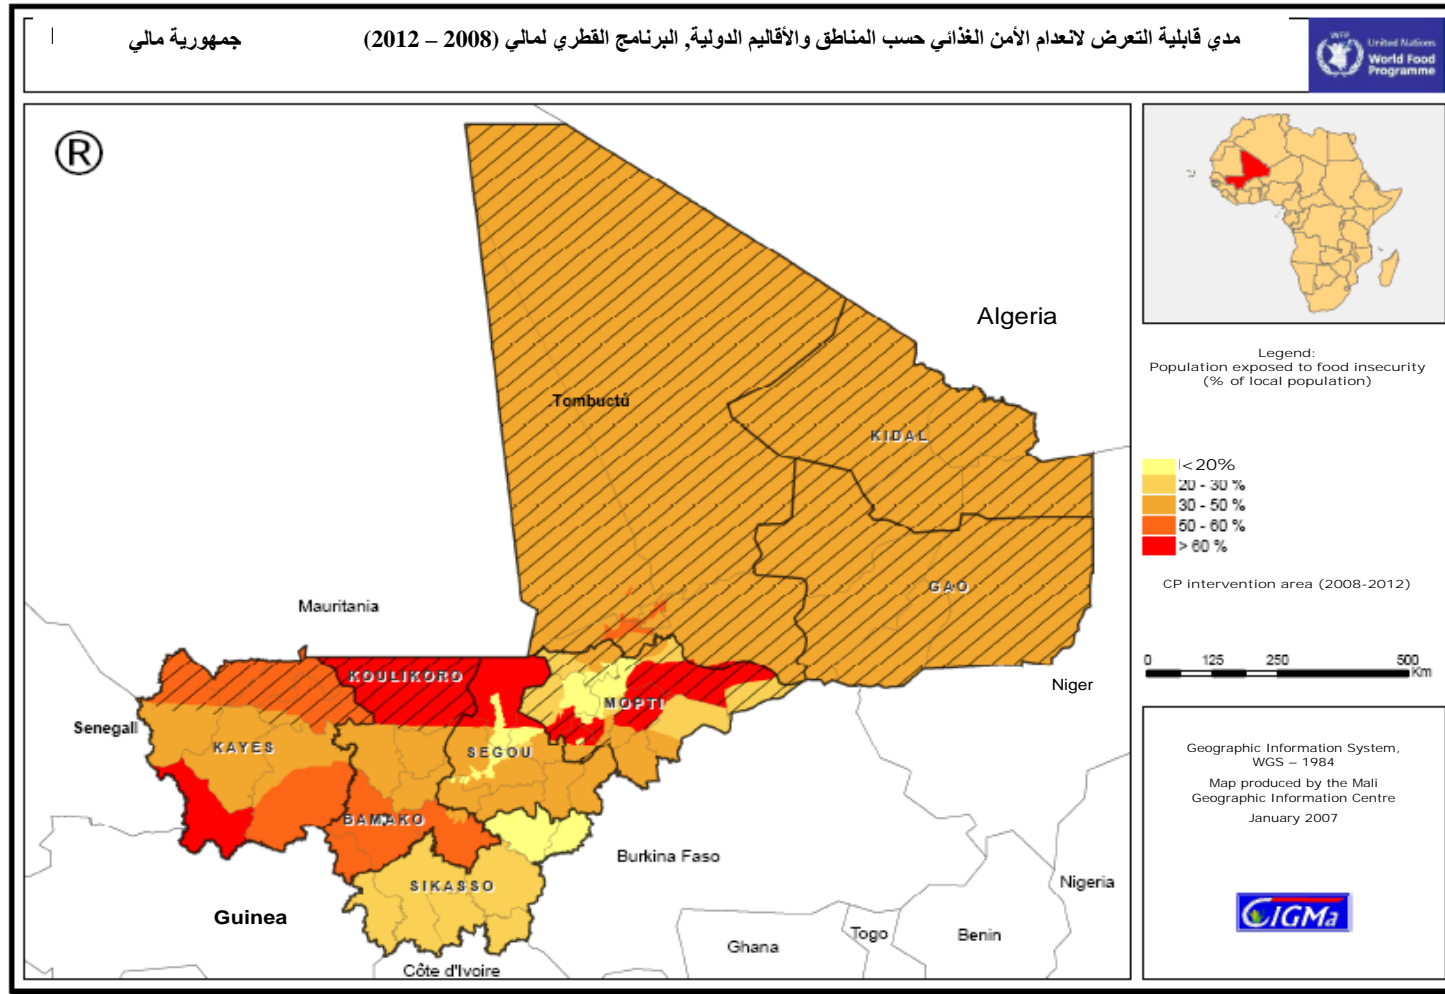 مدي قابلية التعرض لانعدام الأمن الغذائي حسب المناطق والأقاليم الدولية, البرنامج القطري لمالي (2008 – 2012)
جمهورية مالي
WFP
United Nations
World Food
Programme
®
Algeria
.Tombuctú
KIDAL
GAO
Mauritania
KOULIKORO
MOPTI
Niger
Senegall
KAYES
SEGOU
BAMAKO
Burkina Faso
SIKASSO
Nigeria
Guinea
Togo
Benin
Ghana
Côte d'Ivoire
Legend:
Population exposed to food insecurity
(% of local population)
<20%
20 - 30 %
30 - 50 %
50 - 60 %
> 60 %
CP intervention area (2008-2012)
0 125 250 500
Km
Geographic Information System,
WGS – 1984
Map produced by the Mali
Geographic Information Centre
January 2007
CIGMa